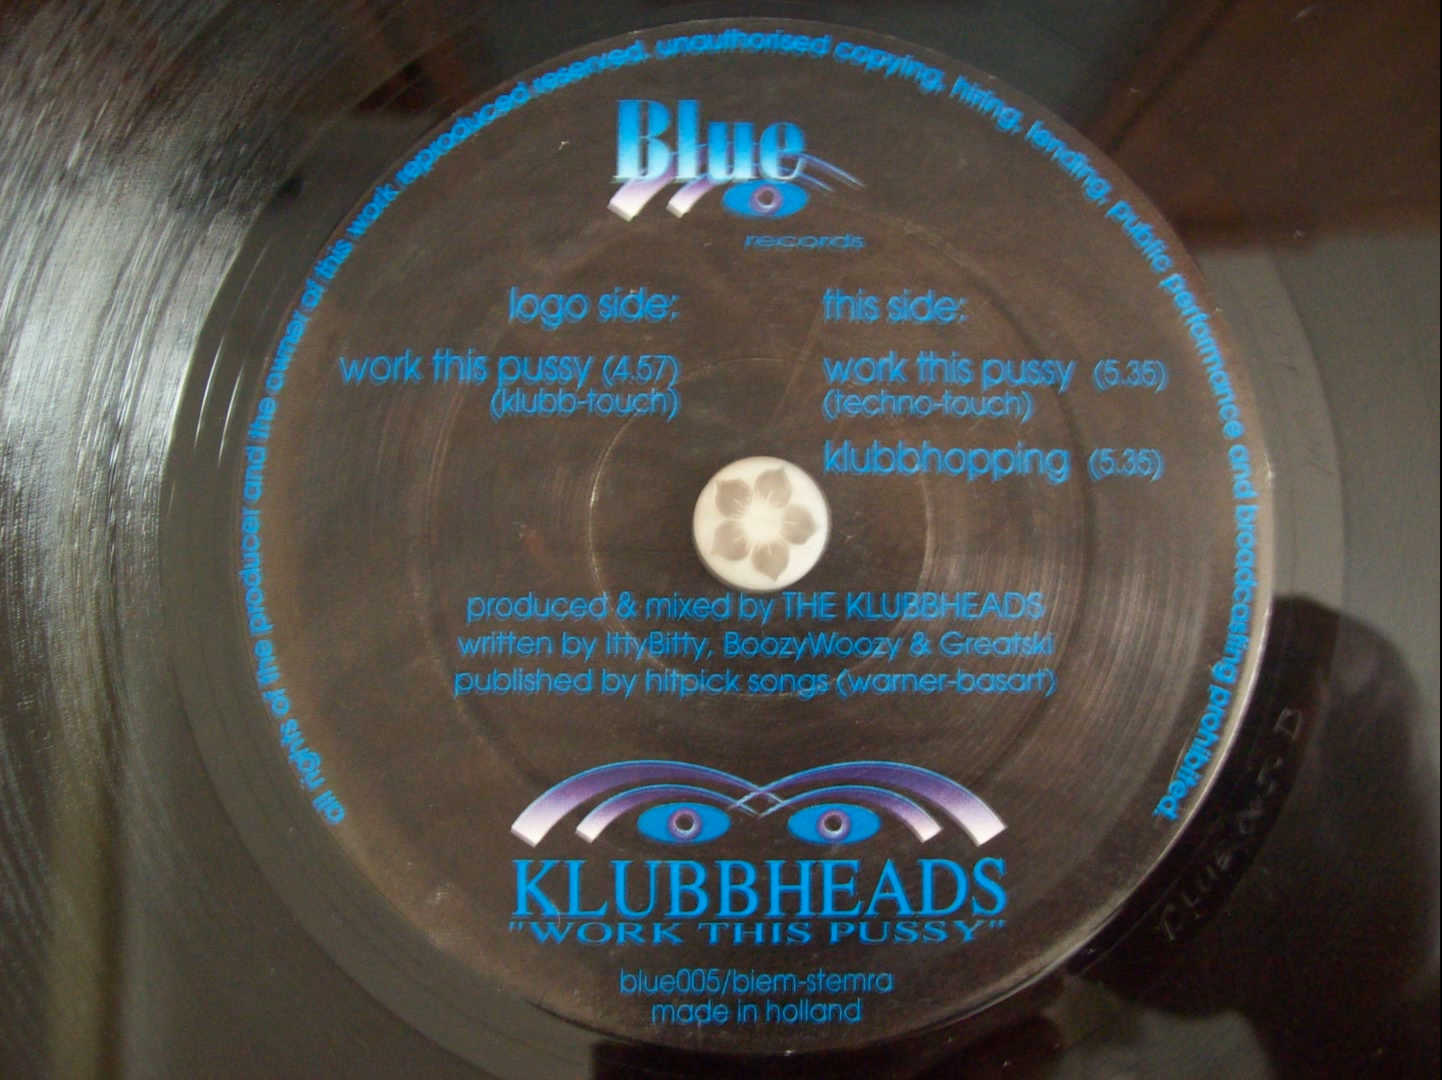 all rights of the producer and the owner of this work reproduced reserved. unauthorised copying, hiring, lending, public performance and broadcasting prohibited.
Blue
records
logo side:
work this pussy (4.57)
(klubb-touch)
this side:
work this pussy (5.35)
(techno-touch)
klubbhopping (5.35)
produced & mixed by THE KLUBBHEADS
written by IttyBitty, BoozyWoozy & Greatski
published by hitpick songs (warner-basart)
KLUBBHEADS
"WORK THIS PUSSY"
blue005/biem-stemra
made in holland